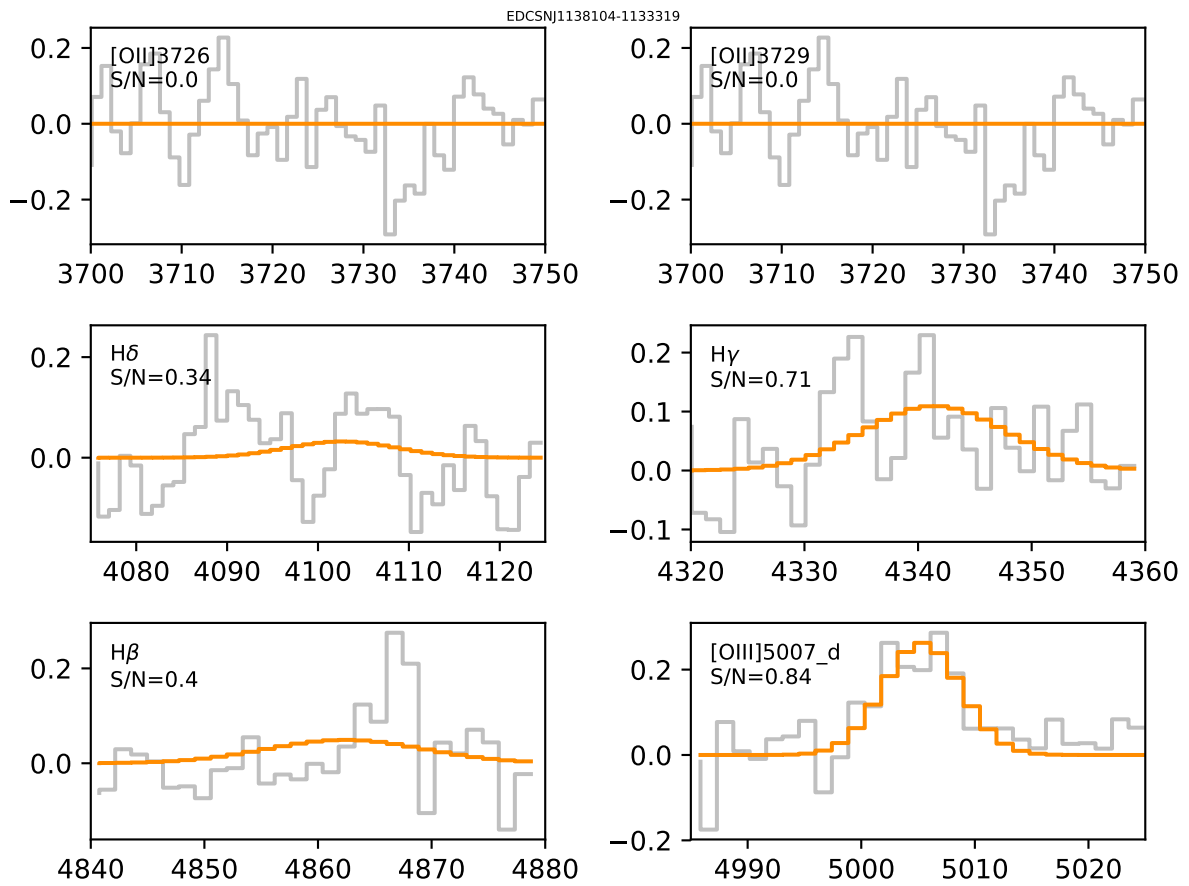 EDCSNJ1138104-1133319
[OII]3726
S/N=0.0
0.2
0.0
−0.2
3700 3710 3720 3730 3740 3750
[OII]3729
S/N=0.0
0.2
0.0
−0.2
3700 3710 3720 3730 3740 3750
Hδ
S/N=0.34
0.2
0.0
4080 4090 4100 4110 4120
Hγ
S/N=0.71
0.2
0.1
0.0
−0.1
4320 4330 4340 4350 4360
Hβ
S/N=0.4
0.2
0.0
4840 4850 4860 4870 4880
[OIII]5007_d
S/N=0.84
0.2
0.0
−0.2
4990 5000 5010 5020